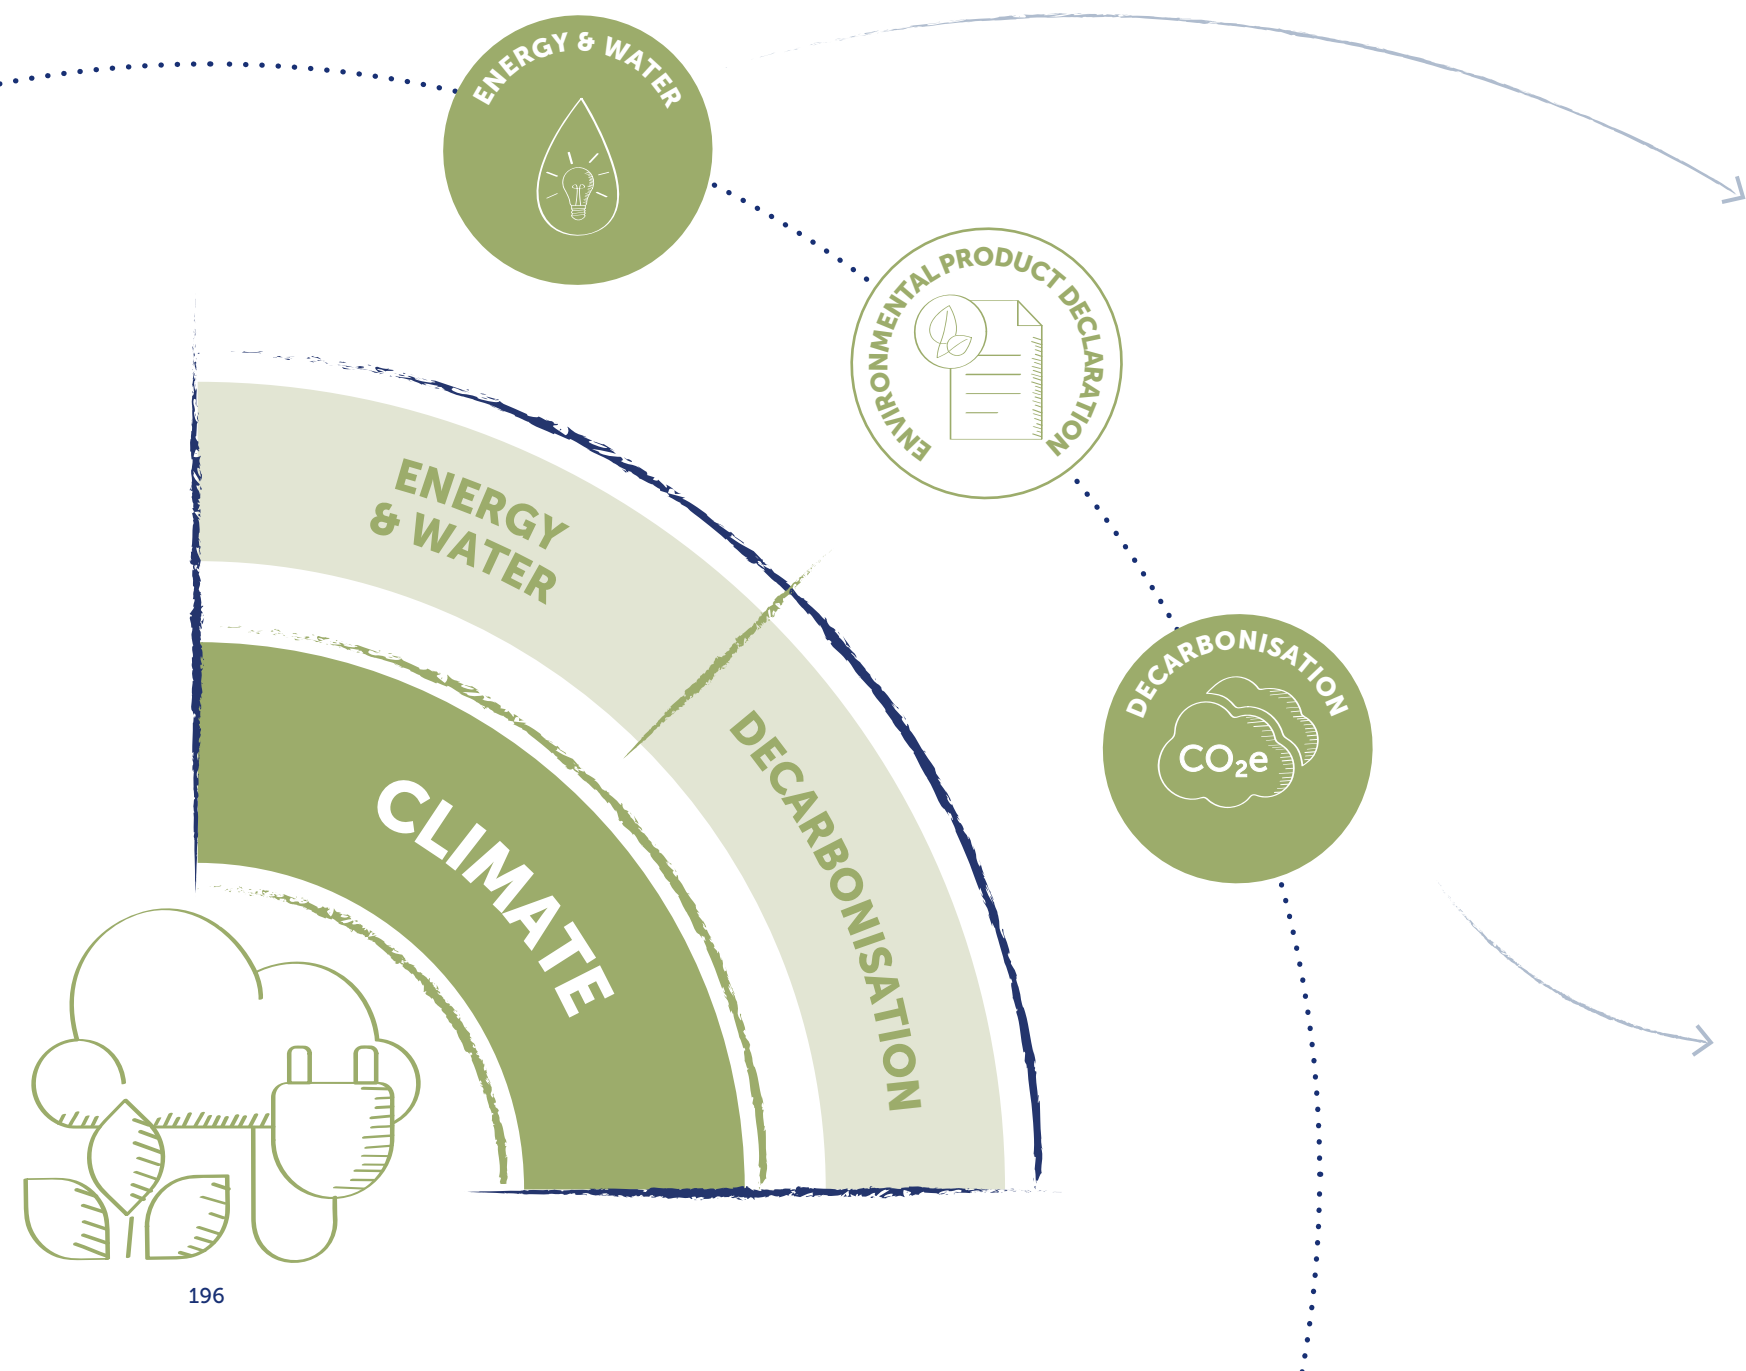 ENERGY & WATER
ENVIRONMENTAL PRODUCT DECLARATION
ENERGY
& WATER
DECARBONISATION
CO₂e
DECARBONISATION
CLIMATE
196